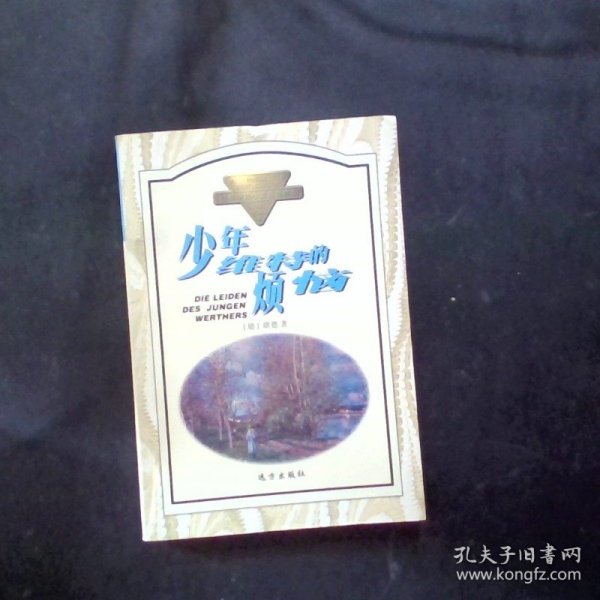 少年
维特的
烦恼
DIE LEIDEN
DES JUNGEN
WERTHERS
〔德〕歌德 著
远方出版社
孔夫子旧书网
www.kongfz.com